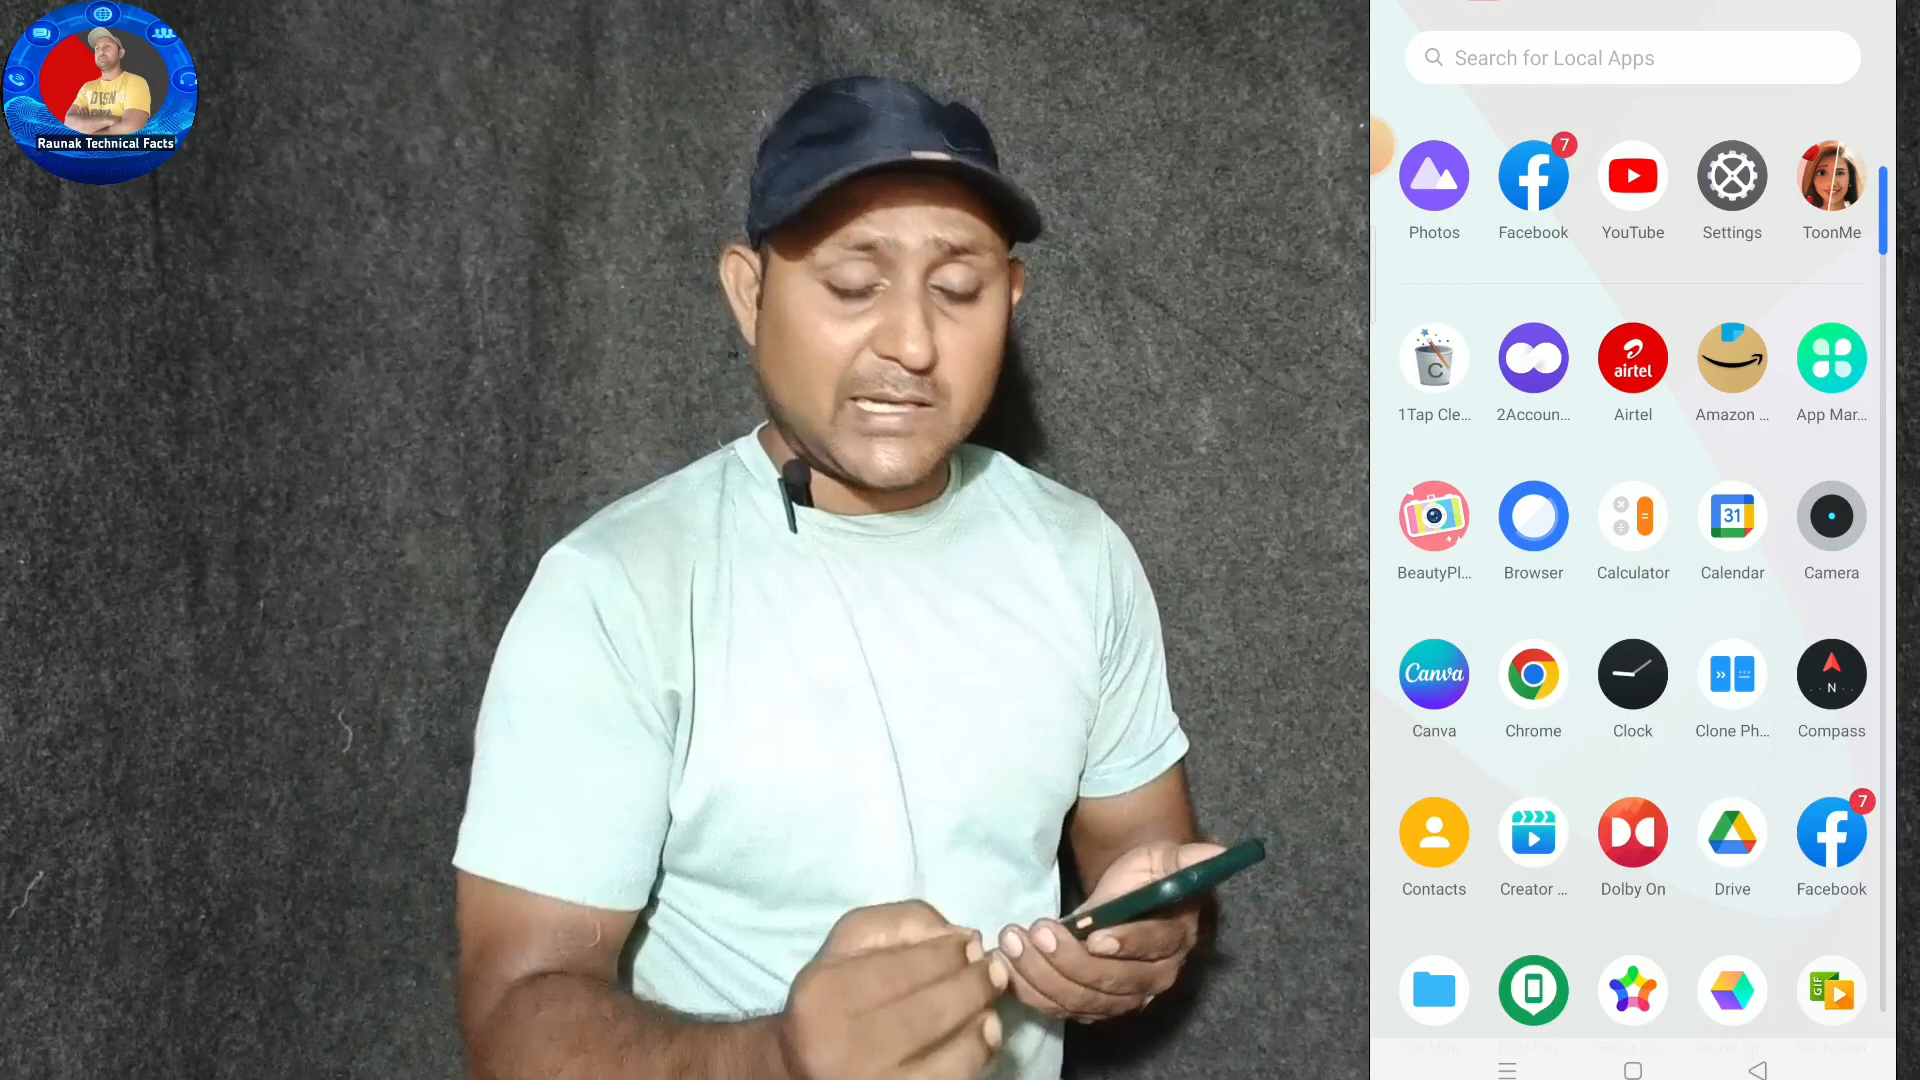 Raunak Technical Facts
Search for Local Apps
7
Photos Facebook YouTube Settings ToonMe
C airtel
1Tap Cle... 2Accoun... Airtel Amazon ... App Mar...
31
BeautyPl... Browser Calculator Calendar Camera
Canva N
Canva Chrome Clock Clone Ph... Compass
7
Contacts Creator ... Dolby On Drive Facebook
GIF